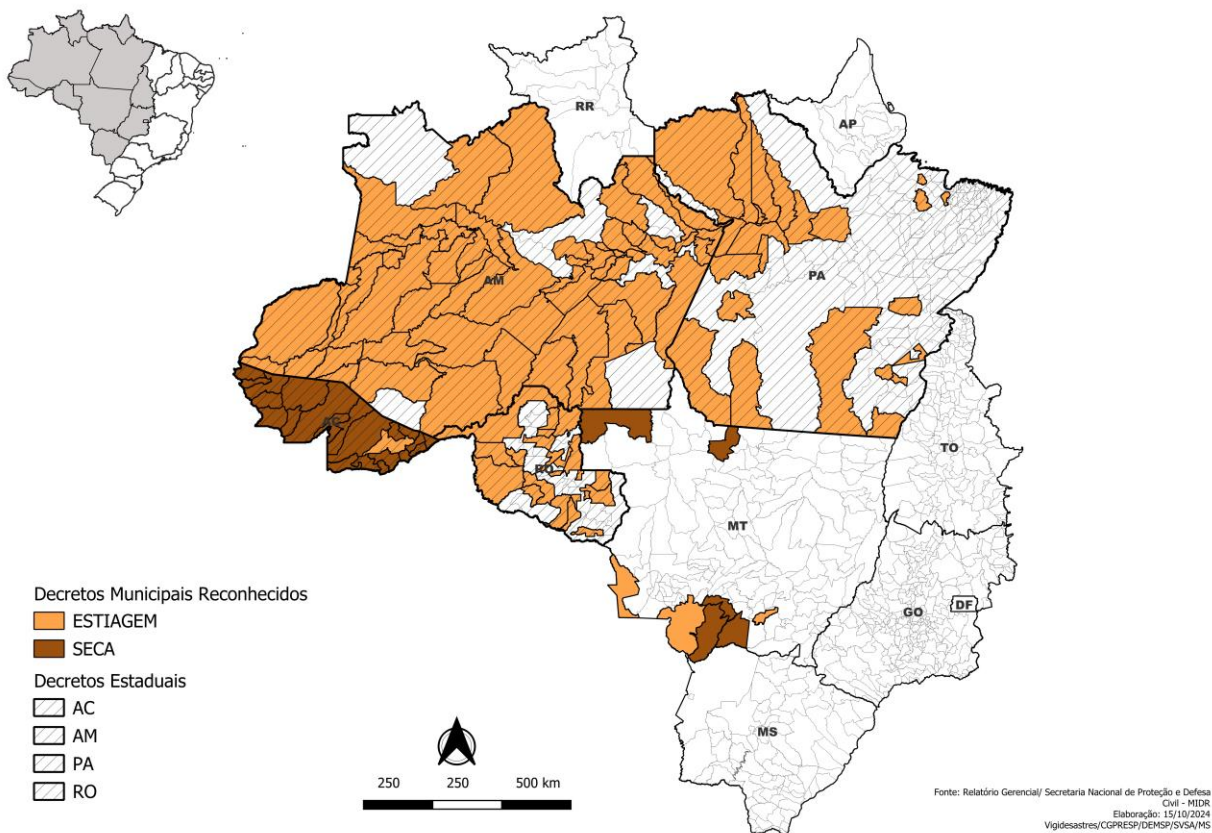 RR
AP
AM
PA
AC
RO
TO
MT
GO
DF
MS
Decretos Municipais Reconhecidos
ESTIAGEM
SECA
Decretos Estaduais
AC
AM
PA
RO
250 250 500 km
Fonte: Relatório Gerencial/ Secretaria Nacional de Proteção e Defesa
Civil - MIDR
Elaboração: 15/10/2024
Vigidesastres/CGPRESP/DEMSP/SVSA/MS